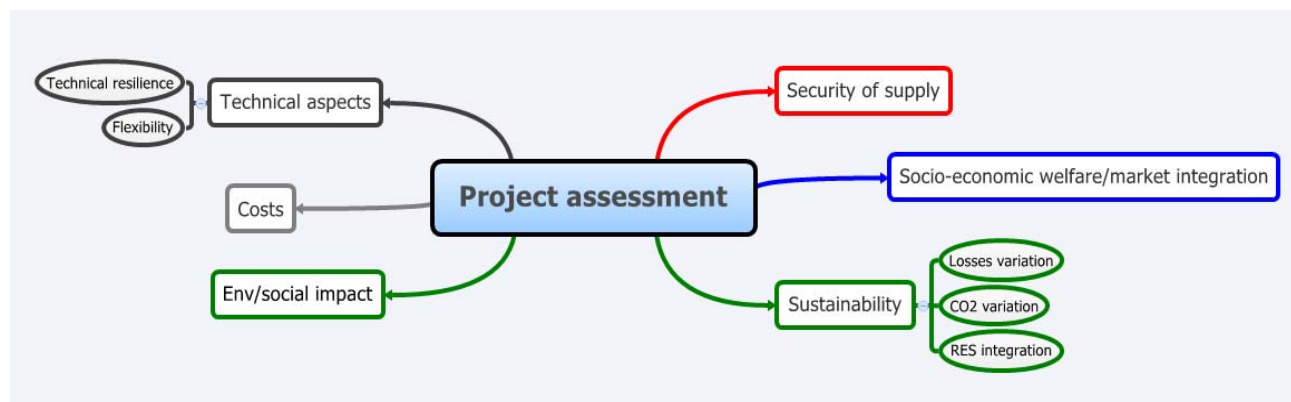 Technical resilience
Flexibility
Technical aspects
Costs
Env/social impact
Project assessment
Security of supply
Socio-economic welfare/market integration
Sustainability
Losses variation
CO2 variation
RES integration